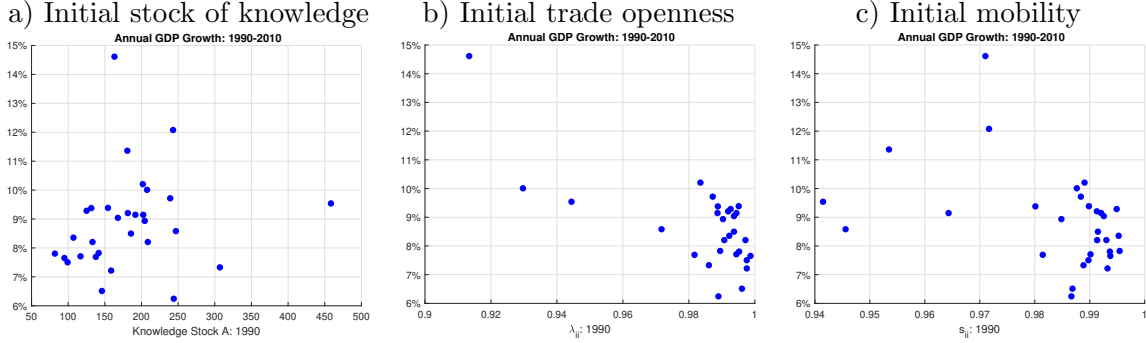 a) Initial stock of knowledge
Annual GDP Growth: 1990-2010
15%
14%
13%
12%
11%
10%
9%
8%
7%
6%
50 100 150 200 250 300 350 400 450 500
Knowledge Stock A: 1990
b) Initial trade openness
Annual GDP Growth: 1990-2010
15%
14%
13%
12%
11%
10%
9%
8%
7%
6%
0.9 0.92 0.94 0.96 0.98 1
λii: 1990
c) Initial mobility
Annual GDP Growth: 1990-2010
15%
14%
13%
12%
11%
10%
9%
8%
7%
6%
0.94 0.95 0.96 0.97 0.98 0.99 1
sii: 1990